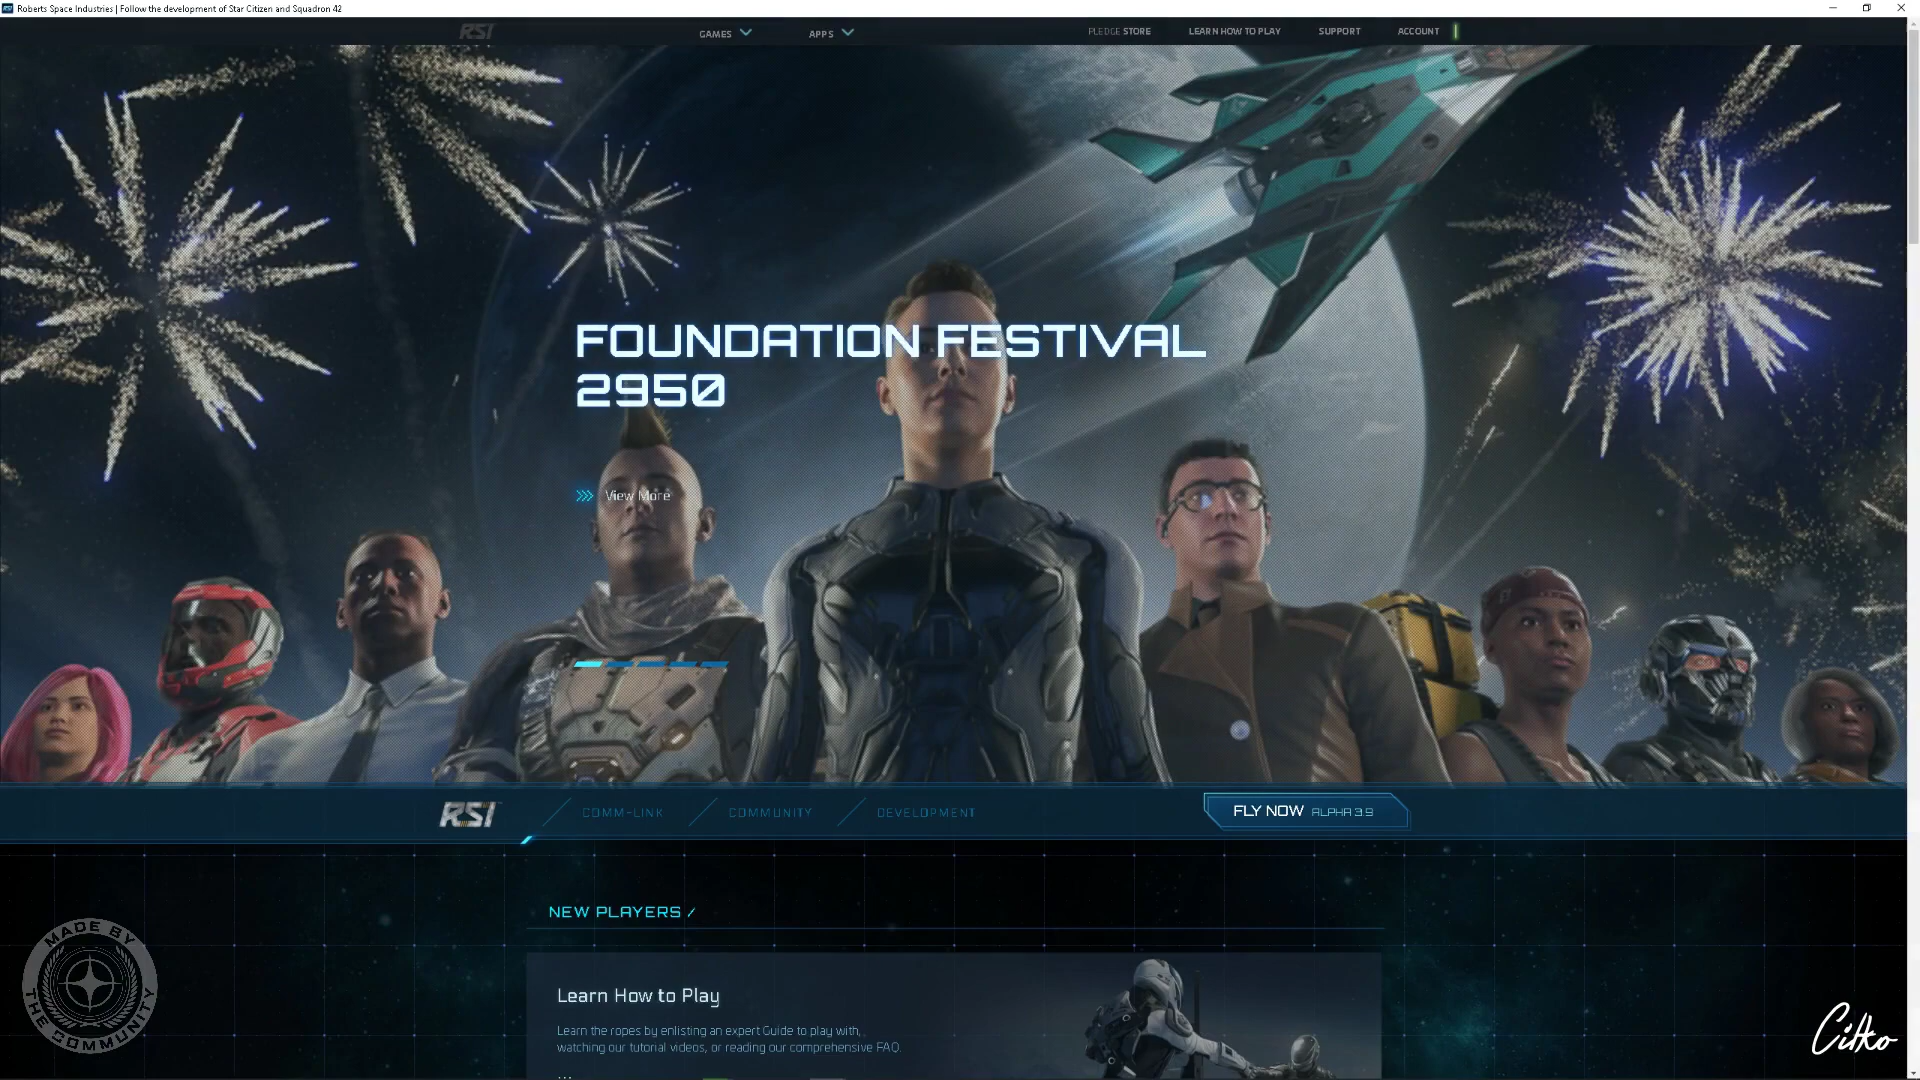 Roberts Space Industries | Follow the development of Star Citizen and Squadron 42
RSI
GAMES
APPS
PLEDGE STORE
LEARN HOW TO PLAY
SUPPORT
ACCOUNT
FOUNDATION FESTIVAL
2950
View More
RSI
COMM-LINK
COMMUNITY
DEVELOPMENT
FLY NOW ALPHA 3.9
NEW PLAYERS /
Learn How to Play
Learn the ropes by enlisting an expert Guide to play with,
watching our tutorial videos, or reading our comprehensive FAQ.
MADE BY
THE COMMUNITY
Citko